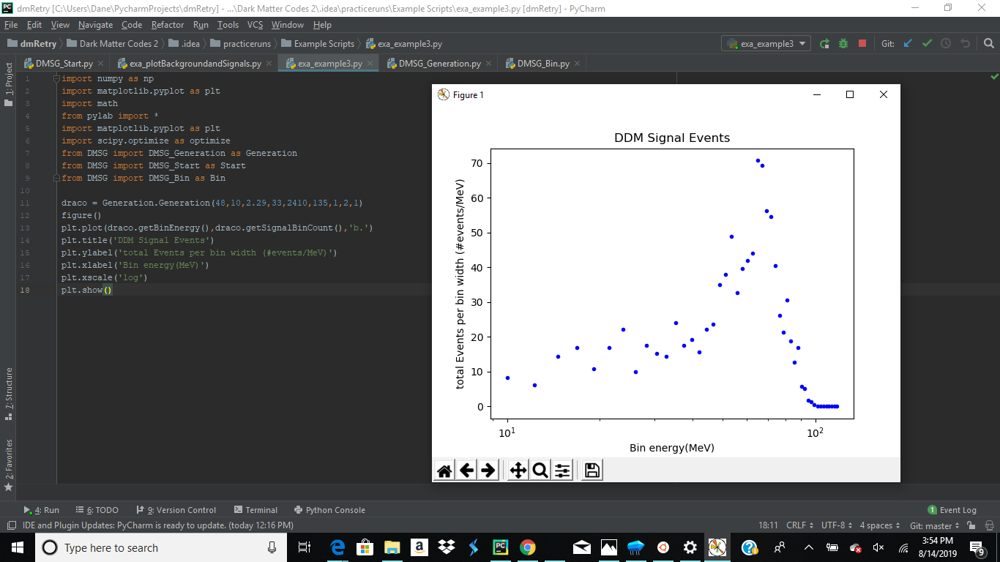 dmRetry [C:\Users\Dane\PycharmProjects\dmRetry] - ...\Dark Matter Codes 2\.idea\practiceruns\Example Scripts\exa_example3.py [dmRetry] - PyCharm
File Edit View Navigate Code Refactor Run Tools VCS Window Help
dmRetry Dark Matter Codes 2 .idea practiceruns Example Scripts exa_example3.py exa_example3 Git:
DMSG_Start.py exa_plotBackgroundandSignals.py exa_example3.py DMSG_Generation.py DMSG_Bin.py
1: Project
7: Structure
2: Favorites
1 import numpy as np
2 import matplotlib.pyplot as plt
3 import math
4 from pylab import *
5 import matplotlib.pyplot as plt
6 import scipy.optimize as optimize
7 from DMSG import DMSG_Generation as Generation
8 from DMSG import DMSG_Start as Start
9 from DMSG import DMSG_Bin as Bin
10
11 draco = Generation.Generation(48,10,2.29,33,2410,135,1,2,1)
12 figure()
13 plt.plot(draco.getBinEnergy(),draco.getSignalBinCount(),'b.')
14 plt.title('DDM Signal Events')
15 plt.ylabel('total Events per bin width (#events/MeV)')
16 plt.xlabel('Bin energy(MeV)')
17 plt.xscale('log')
18 plt.show()
Figure 1
DDM Signal Events
total Events per bin width (#events/MeV)
70
60
50
40
30
20
10
0
10¹ 10²
Bin energy(MeV)
4: Run 6: TODO 9: Version Control Terminal Python Console 1 Event Log
IDE and Plugin Updates: PyCharm is ready to update. (today 12:16 PM) 18:11 CRLF UTF-8 4 spaces Git: master
Type here to search
3:54 PM
8/14/2019
9